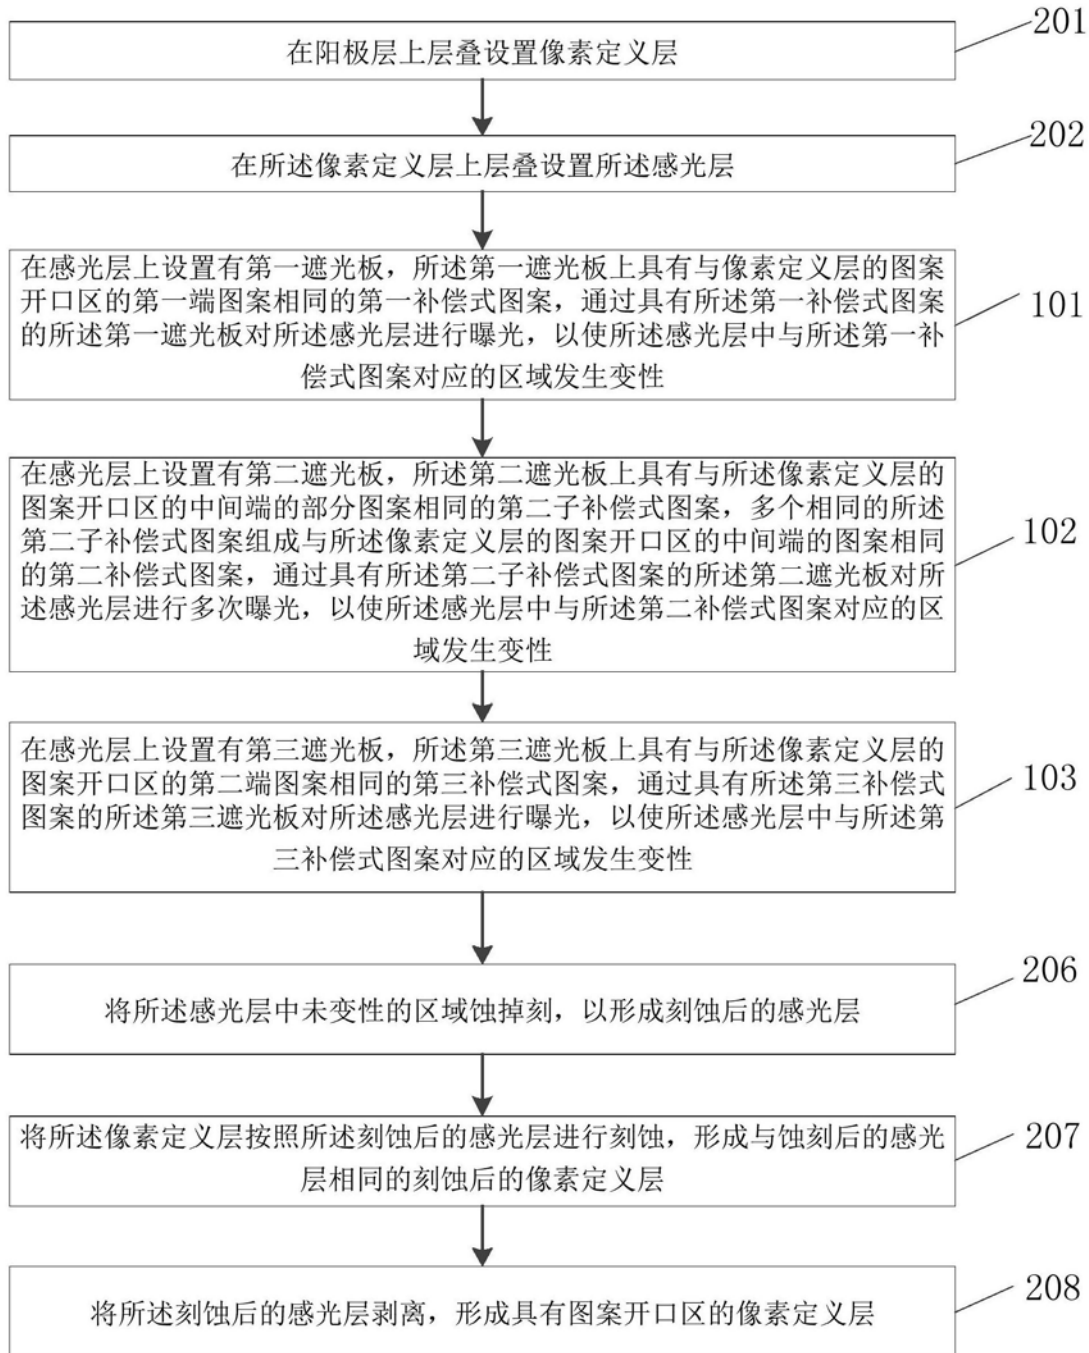 在阳极层上层叠设置像素定义层
201
在所述像素定义层上层叠设置所述感光层
202
在感光层上设置有第一遮光板，所述第一遮光板上具有与像素定义层的图案
开口区的第一端图案相同的第一补偿式图案，通过具有所述第一补偿式图案
的所述第一遮光板对所述感光层进行曝光，以使所述感光层中与所述第一补
偿式图案对应的区域发生变性
101
在感光层上设置有第二遮光板，所述第二遮光板上具有与所述像素定义层的
图案开口区的中间端的部分图案相同的第二子补偿式图案，多个相同的所述
第二子补偿式图案组成与所述像素定义层的图案开口区的中间端的图案相同
的第二补偿式图案，通过具有所述第二子补偿式图案的所述第二遮光板对所
述感光层进行多次曝光，以使所述感光层中与所述第二补偿式图案对应的区
域发生变性
102
在感光层上设置有第三遮光板，所述第三遮光板上具有与所述像素定义层的
图案开口区的第二端图案相同的第三补偿式图案，通过具有所述第三补偿式
图案的所述第三遮光板对所述感光层进行曝光，以使所述感光层中与所述第
三补偿式图案对应的区域发生变性
103
将所述感光层中未变性的区域蚀掉刻，以形成刻蚀后的感光层
206
将所述像素定义层按照所述刻蚀后的感光层进行刻蚀，形成与蚀刻后的感光
层相同的刻蚀后的像素定义层
207
将所述刻蚀后的感光层剥离，形成具有图案开口区的像素定义层
208